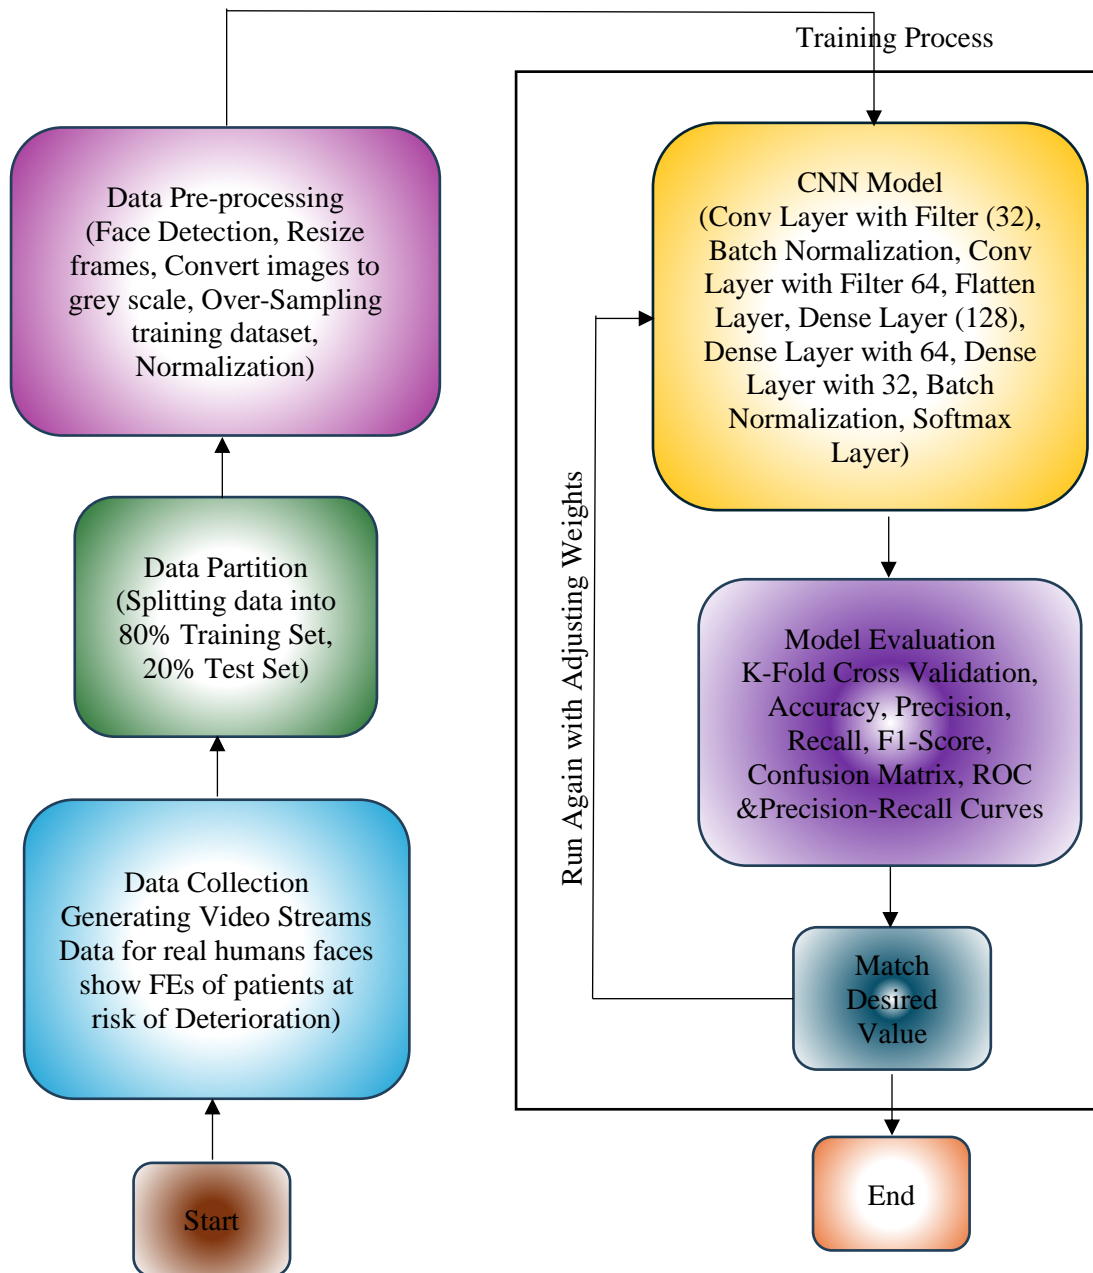 Training Process
Data Pre-processing
(Face Detection, Resize
frames, Convert images to
grey scale, Over-Sampling
training dataset,
Normalization)
Data Partition
(Splitting data into
80% Training Set,
20% Test Set)
Data Collection
Generating Video Streams
Data for real humans faces
show FEs of patients at
risk of Deterioration)
Start
CNN Model
(Conv Layer with Filter (32),
Batch Normalization, Conv
Layer with Filter 64, Flatten
Layer, Dense Layer (128),
Dense Layer with 64, Dense
Layer with 32, Batch
Normalization, Softmax
Layer)
Run Again with Adjusting Weights
Model Evaluation
K-Fold Cross Validation,
Accuracy, Precision,
Recall, F1-Score,
Confusion Matrix, ROC
&Precision-Recall Curves
Match
Desired
Value
End